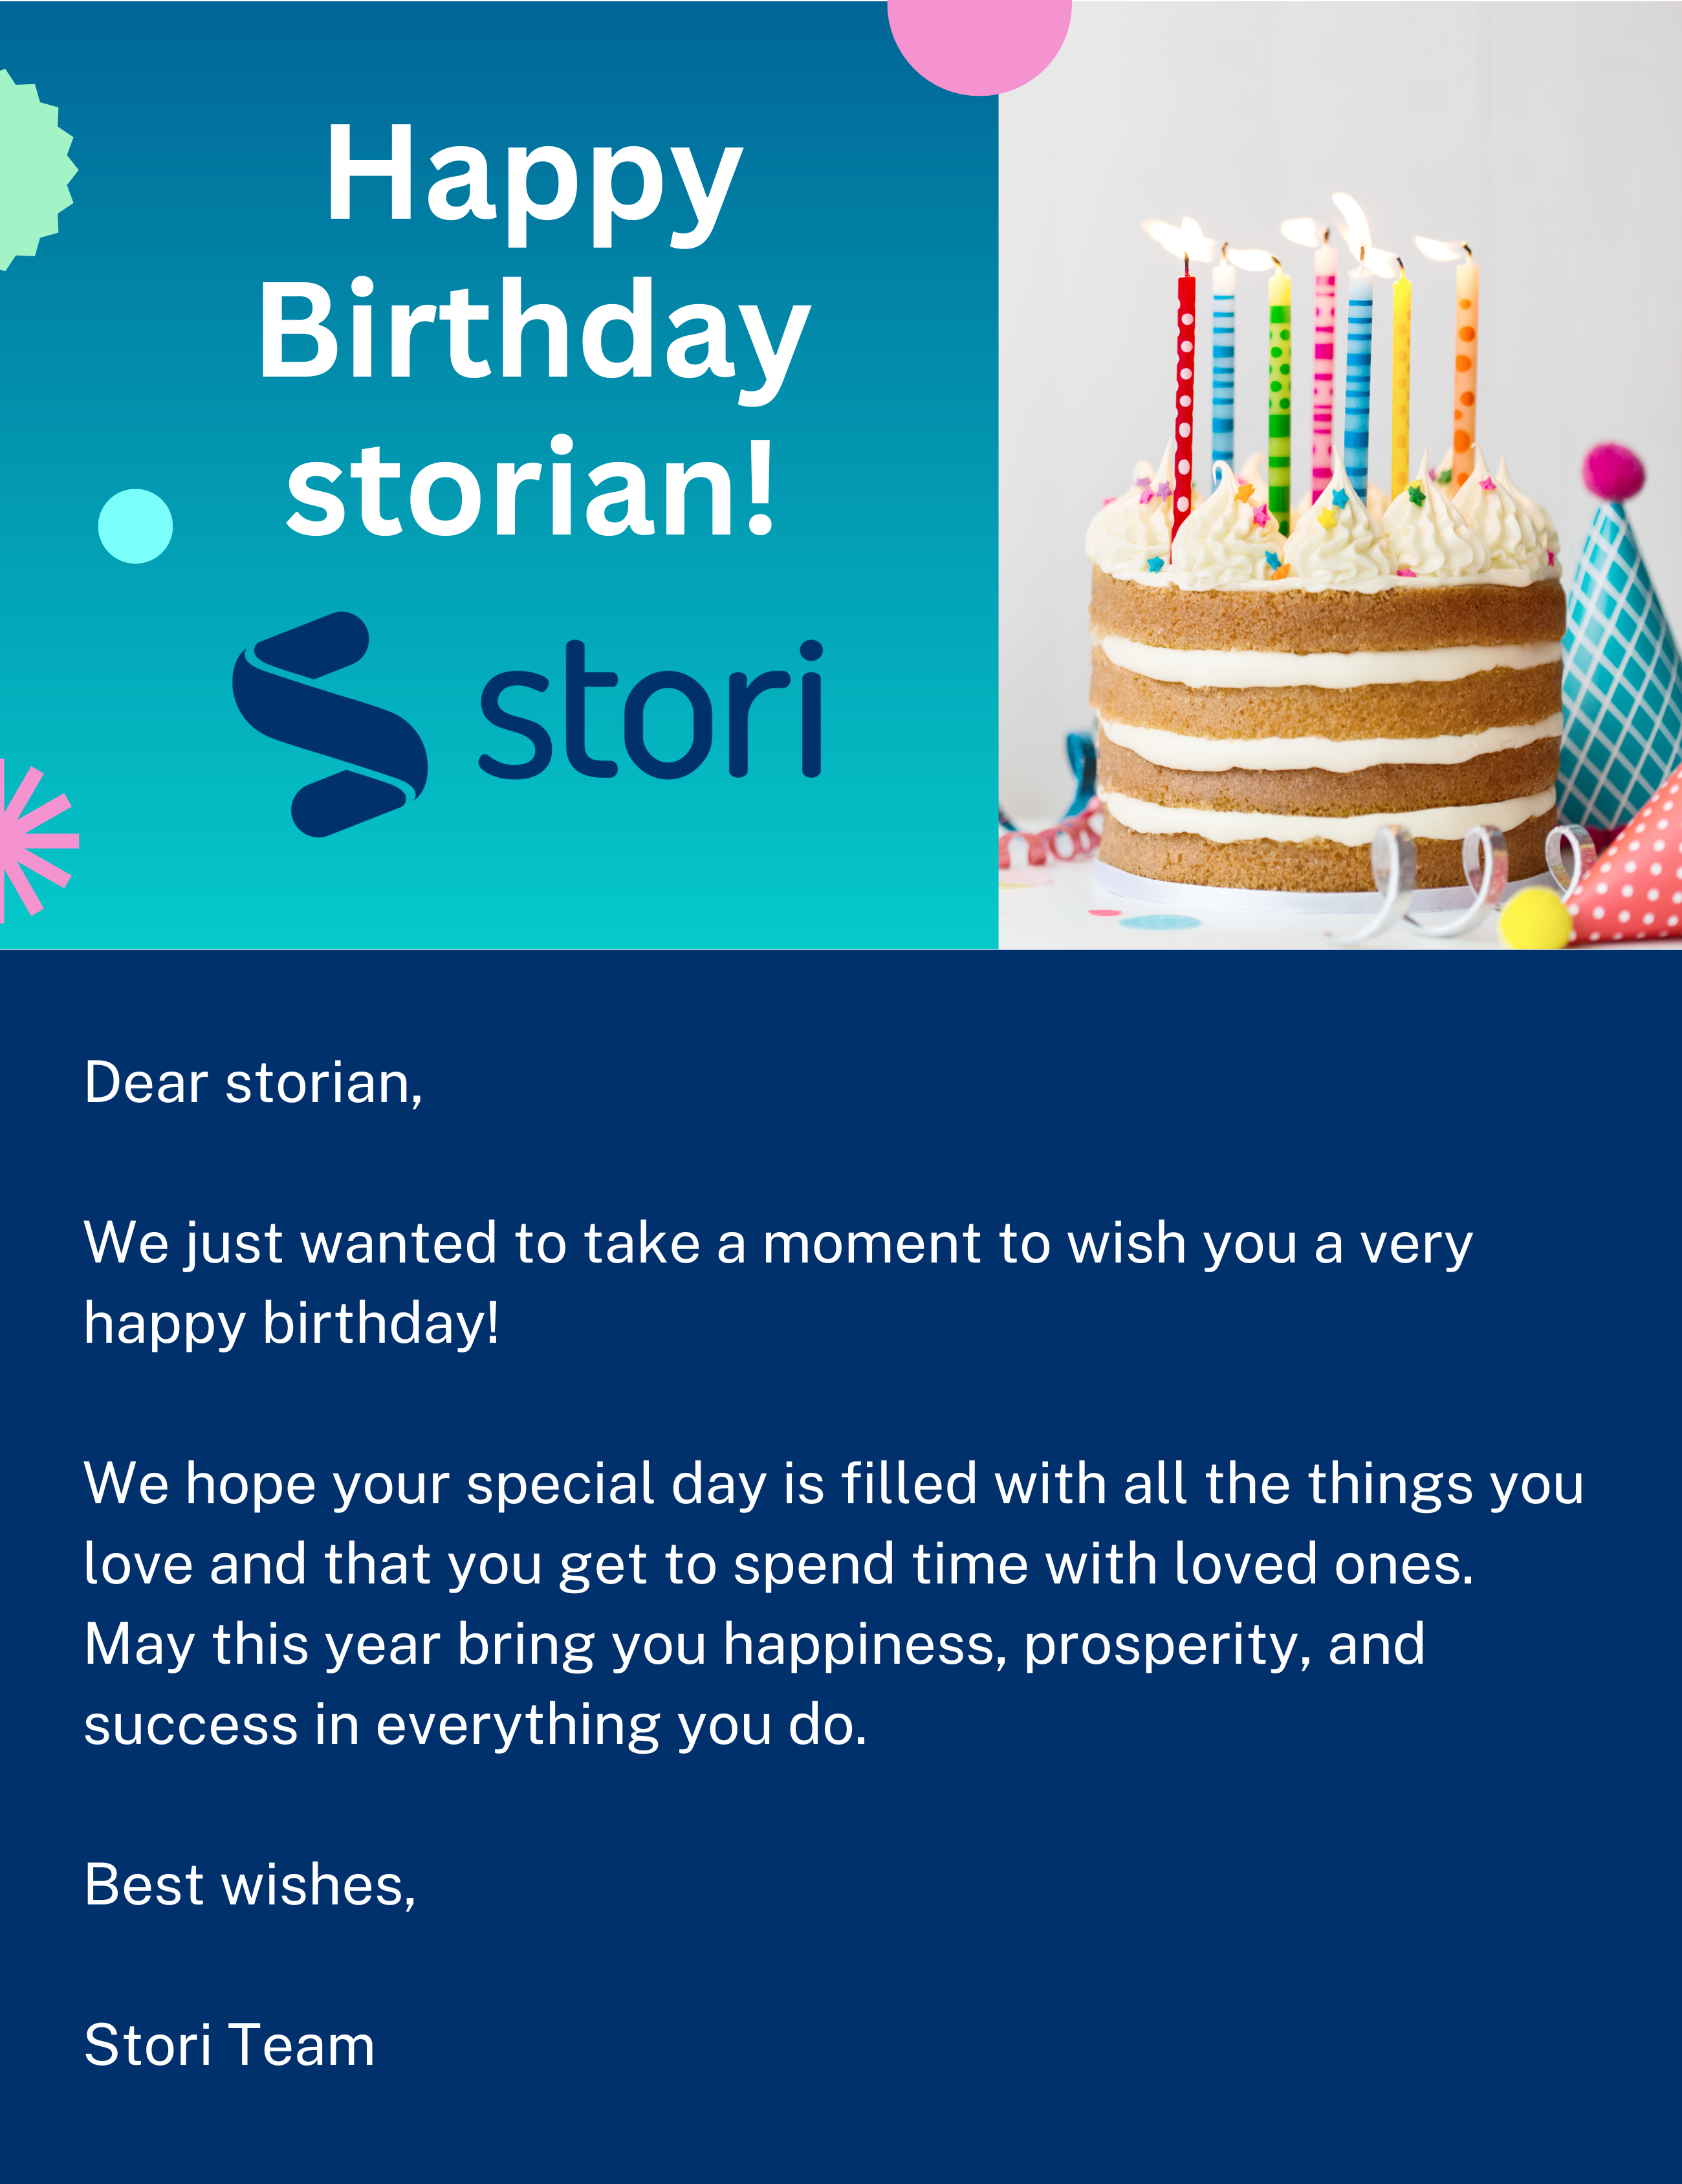 Happy
Birthday
storian!
stori
Dear storian,
We just wanted to take a moment to wish you a very
happy birthday!
We hope your special day is filled with all the things you
love and that you get to spend time with loved ones.
May this year bring you happiness, prosperity, and
success in everything you do.
Best wishes,
Stori Team